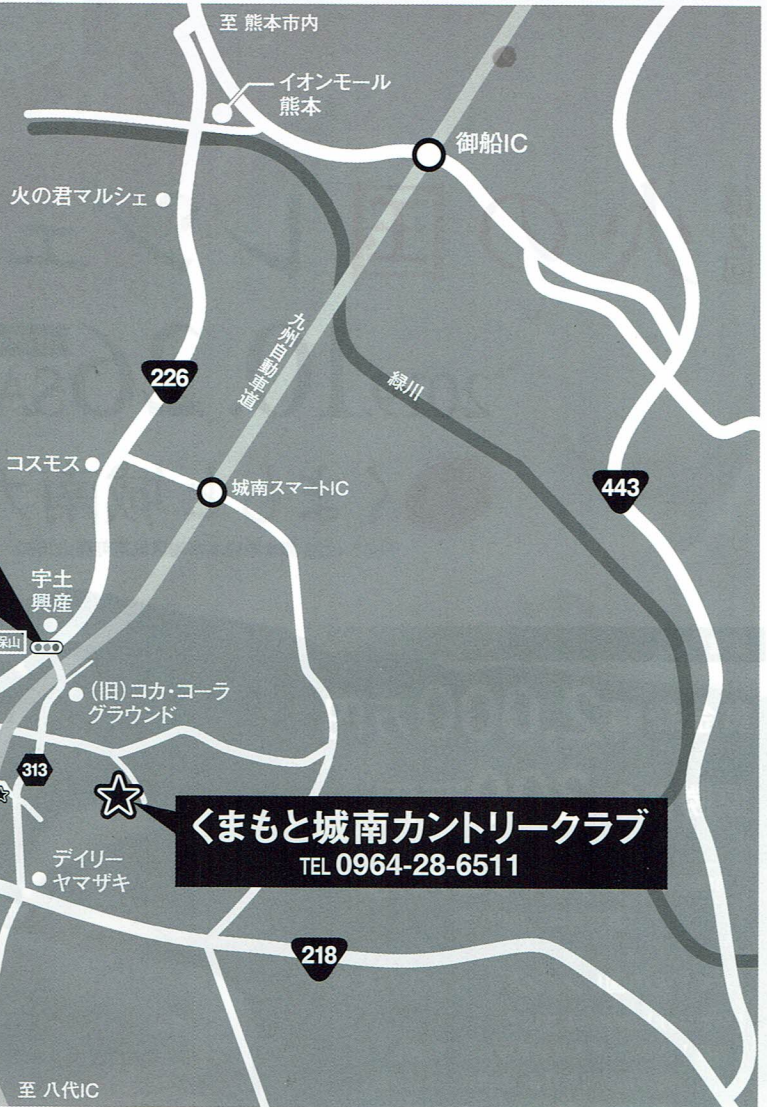 至 熊本市内
イオンモール
熊本
御船IC
火の君マルシェ
九州自動車道
緑川
226
コスモス
城南スマートIC
443
宇土
興産
保山
(旧)コカ・コーラ
グラウンド
313
くまもと城南カントリークラブ
TEL 0964-28-6511
デイリー
ヤマザキ
218
至 八代IC